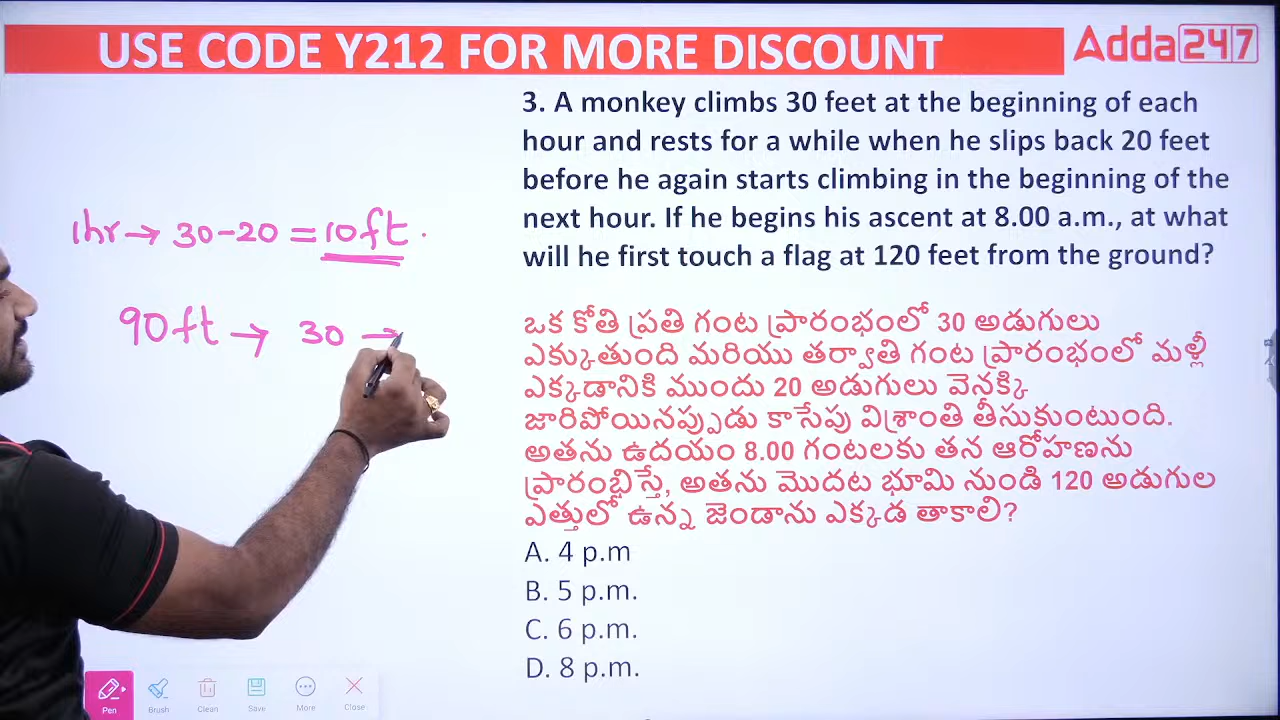 USE CODE Y212 FOR MORE DISCOUNT
Adda247
3. A monkey climbs 30 feet at the beginning of each
hour and rests for a while when he slips back 20 feet
before he again starts climbing in the beginning of the
next hour. If he begins his ascent at 8.00 a.m., at what
will he first touch a flag at 120 feet from the ground?
1hr → 30-20 = 10ft.
90ft → 30 →
ఒక కోతి ప్రతి గంట ప్రారంభంలో 30 అడుగులు
ఎక్కుతుంది మరియు తర్వాతి గంట ప్రారంభంలో మళ్లీ
ఎక్కడానికి ముందు 20 అడుగులు వెనక్కి
జారిపోయినప్పుడు కాసేపు విశ్రాంతి తీసుకుంటుంది.
అతను ఉదయం 8.00 గంటలకు తన ఆరోహణను
ప్రారంభిస్తే, అతను మొదట భూమి నుండి 120 అడుగుల
ఎత్తులో ఉన్న జెండాను ఎక్కడ తాకాలి?
A. 4 p.m
B. 5 p.m.
C. 6 p.m.
D. 8 p.m.
Pen
Brush
Clean
Save
More
Close